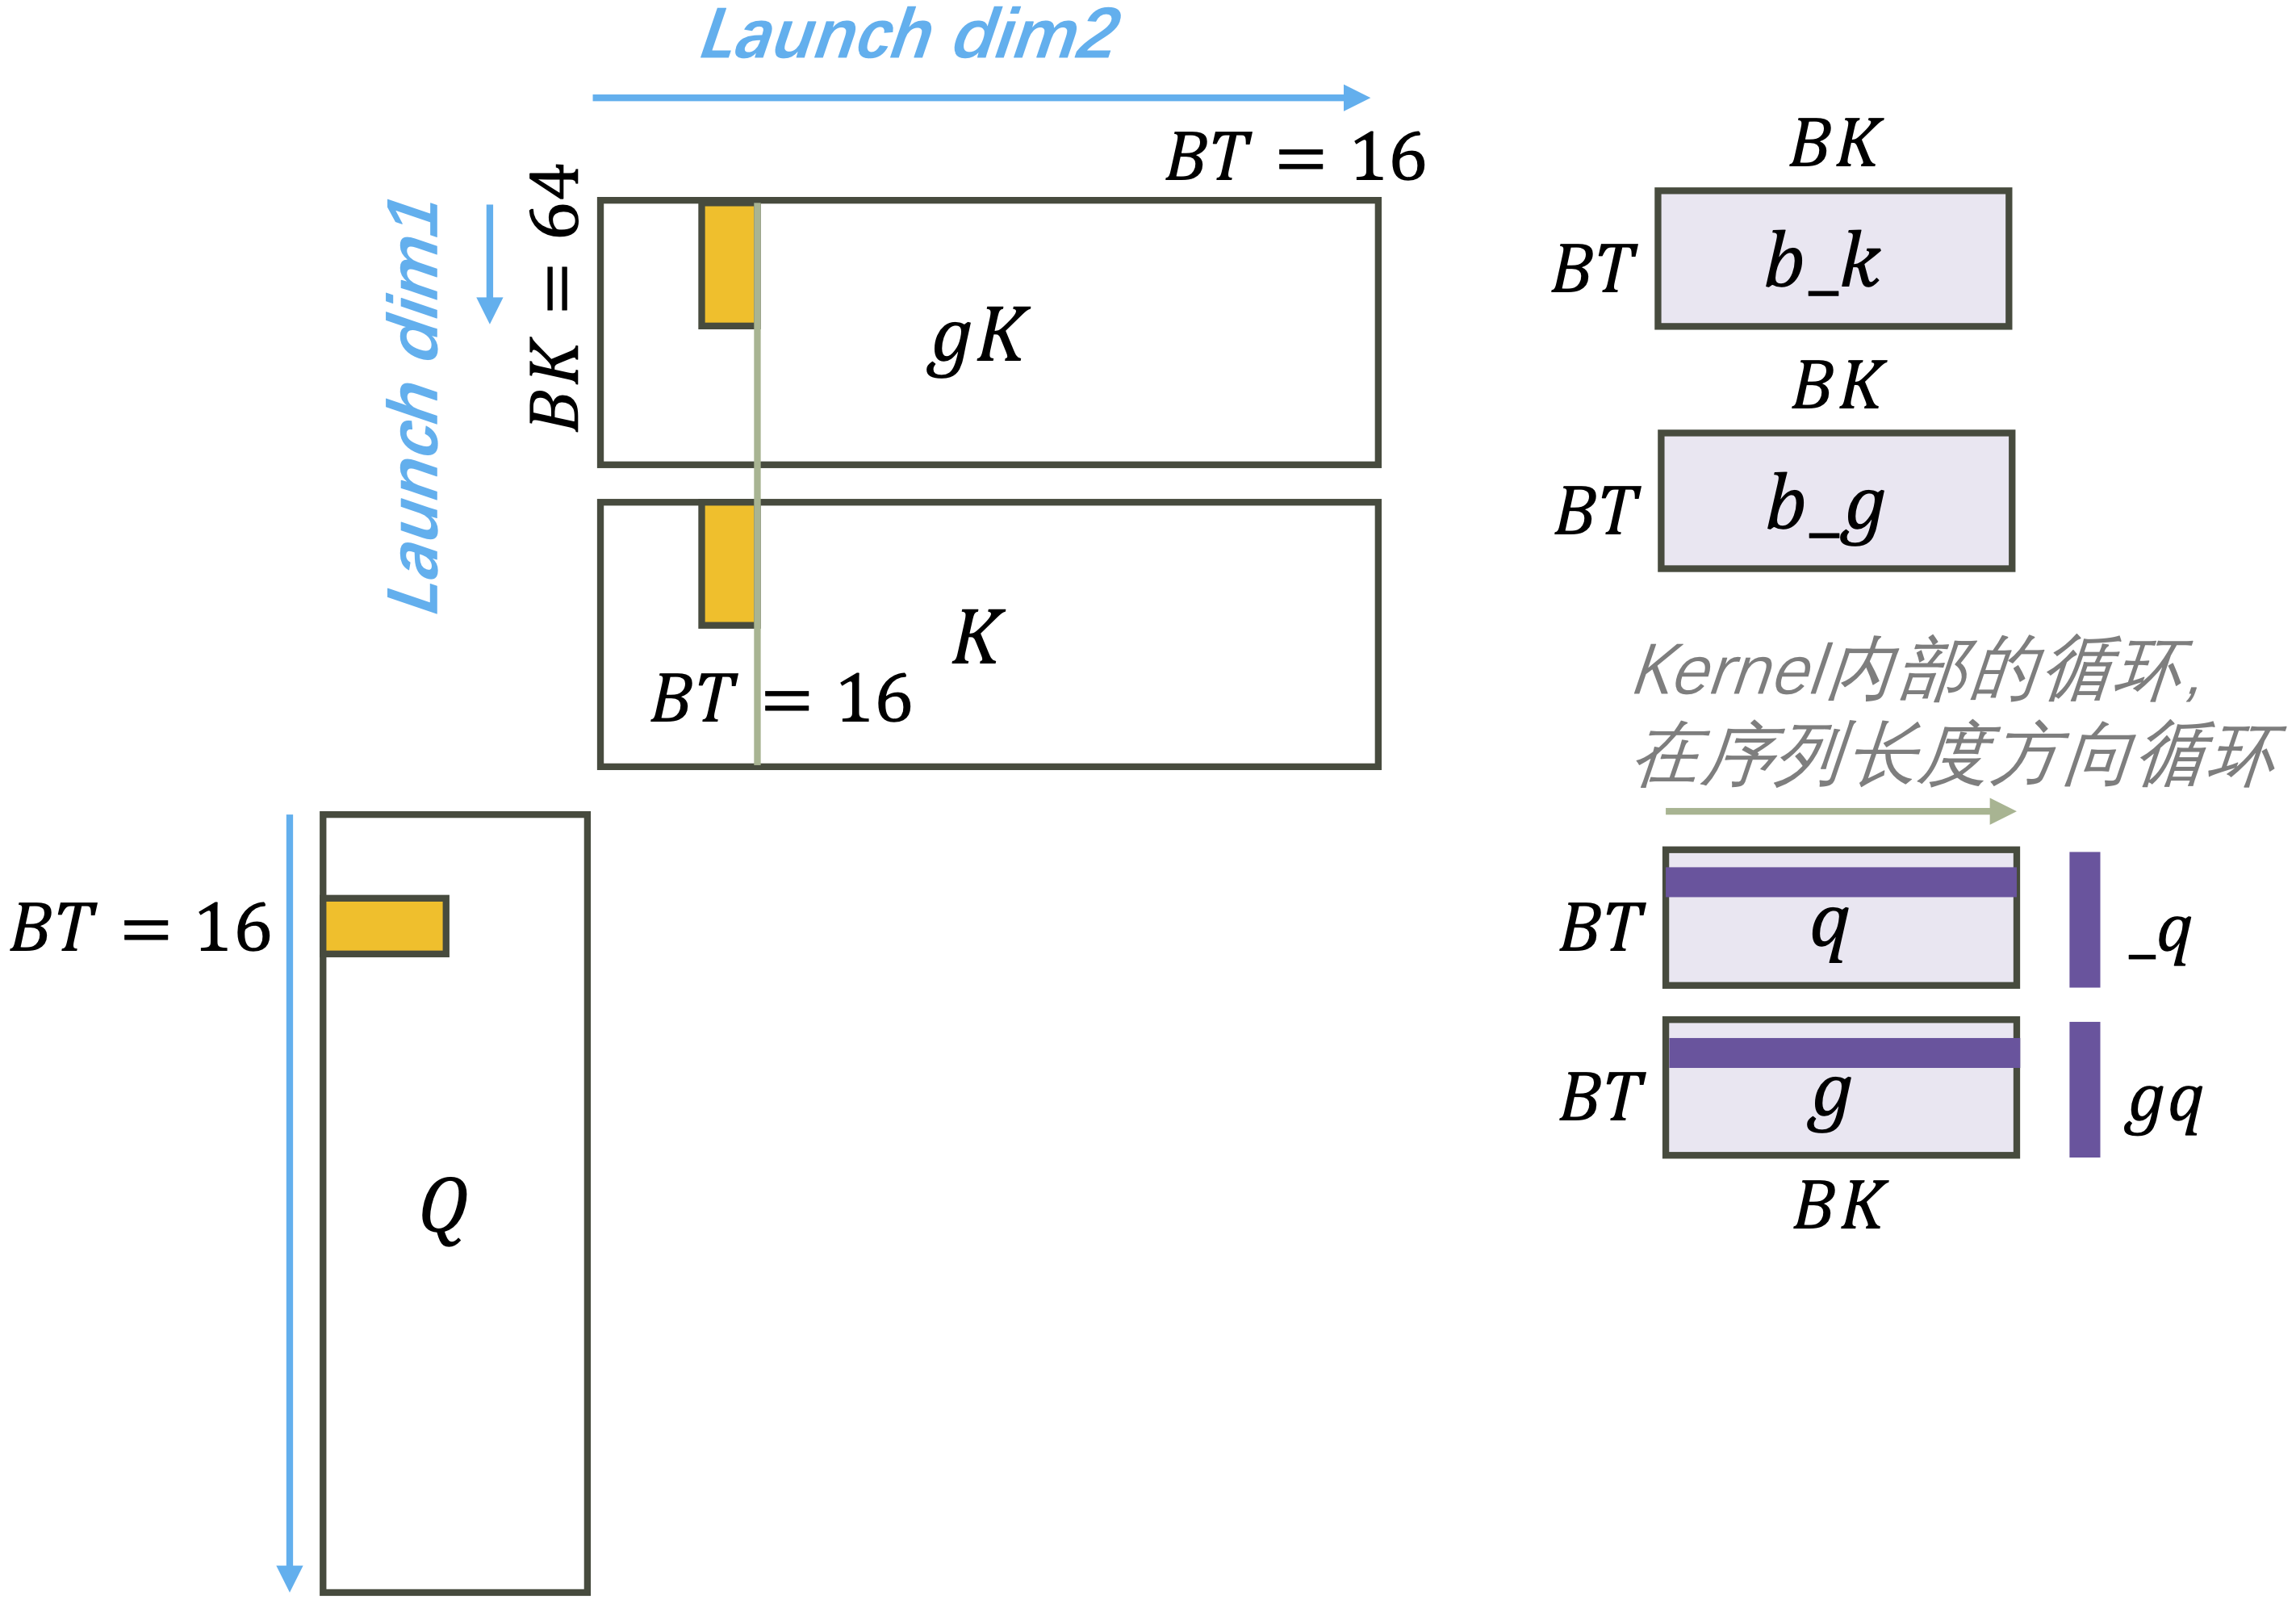 Launch dim2
BT = 16
Launch dim1
BK = 64
gK
K
BT = 16
BT = 16
Q
BK
BT
b_k
BK
BT
b_g
Kernel内部的循环,
在序列长度方向循环
BT
q
_q
BT
g
gq
BK